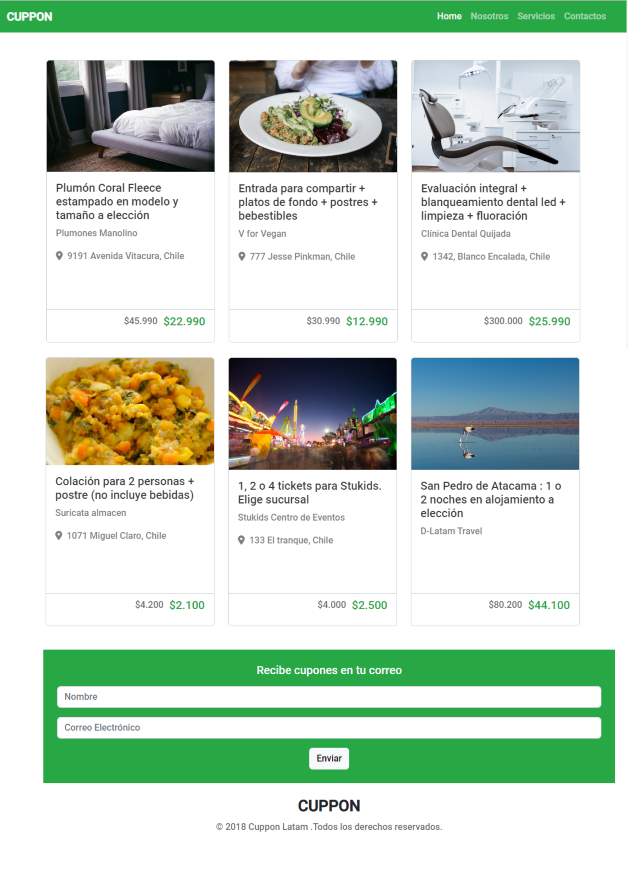 CUPPON
Home Nosotros Servicios Contactos
Plumón Coral Fleece
estampado en modelo y
tamaño a elección
Plumones Manolino
9191 Avenida Vitacura, Chile
$45.990 $22.990
Entrada para compartir +
platos de fondo + postres +
bebestibles
V for Vegan
777 Jesse Pinkman, Chile
$30.990 $12.990
Evaluación integral +
blanqueamiento dental led +
limpieza + fluoración
Clínica Dental Quijada
1342, Blanco Encalada, Chile
$300.000 $25.990
Colación para 2 personas +
postre (no incluye bebidas)
Suricata almacen
1071 Miguel Claro, Chile
$4.200 $2.100
1, 2 o 4 tickets para Stukids.
Elige sucursal
Stukids Centro de Eventos
133 El tranque, Chile
$4.000 $2.500
San Pedro de Atacama : 1 o
2 noches en alojamiento a
elección
D-Latam Travel
$80.200 $44.100
Recibe cupones en tu correo
Nombre
Correo Electrónico
Enviar
CUPPON
© 2018 Cuppon Latam .Todos los derechos reservados.